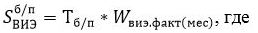 S^{б/п}_{ВИЭ} = Т_{б/п} * W_{виэ.факт(мес)}, где